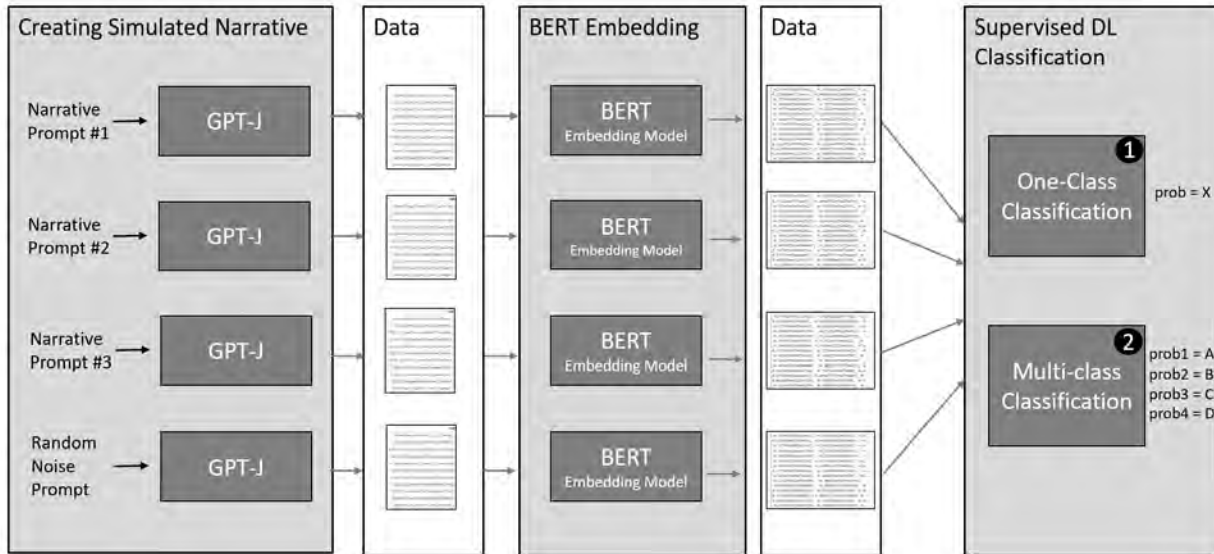 Creating Simulated Narrative
Data
BERT Embedding
Data
Supervised DL
Classification
Narrative
Prompt #1
GPT-J
BERT
Embedding Model
Narrative
Prompt #2
GPT-J
BERT
Embedding Model
Narrative
Prompt #3
GPT-J
BERT
Embedding Model
Random
Noise
Prompt
GPT-J
BERT
Embedding Model
1
One-Class
Classification
prob = X
2
Multi-class
Classification
prob1 = A
prob2 = B
prob3 = C
prob4 = D